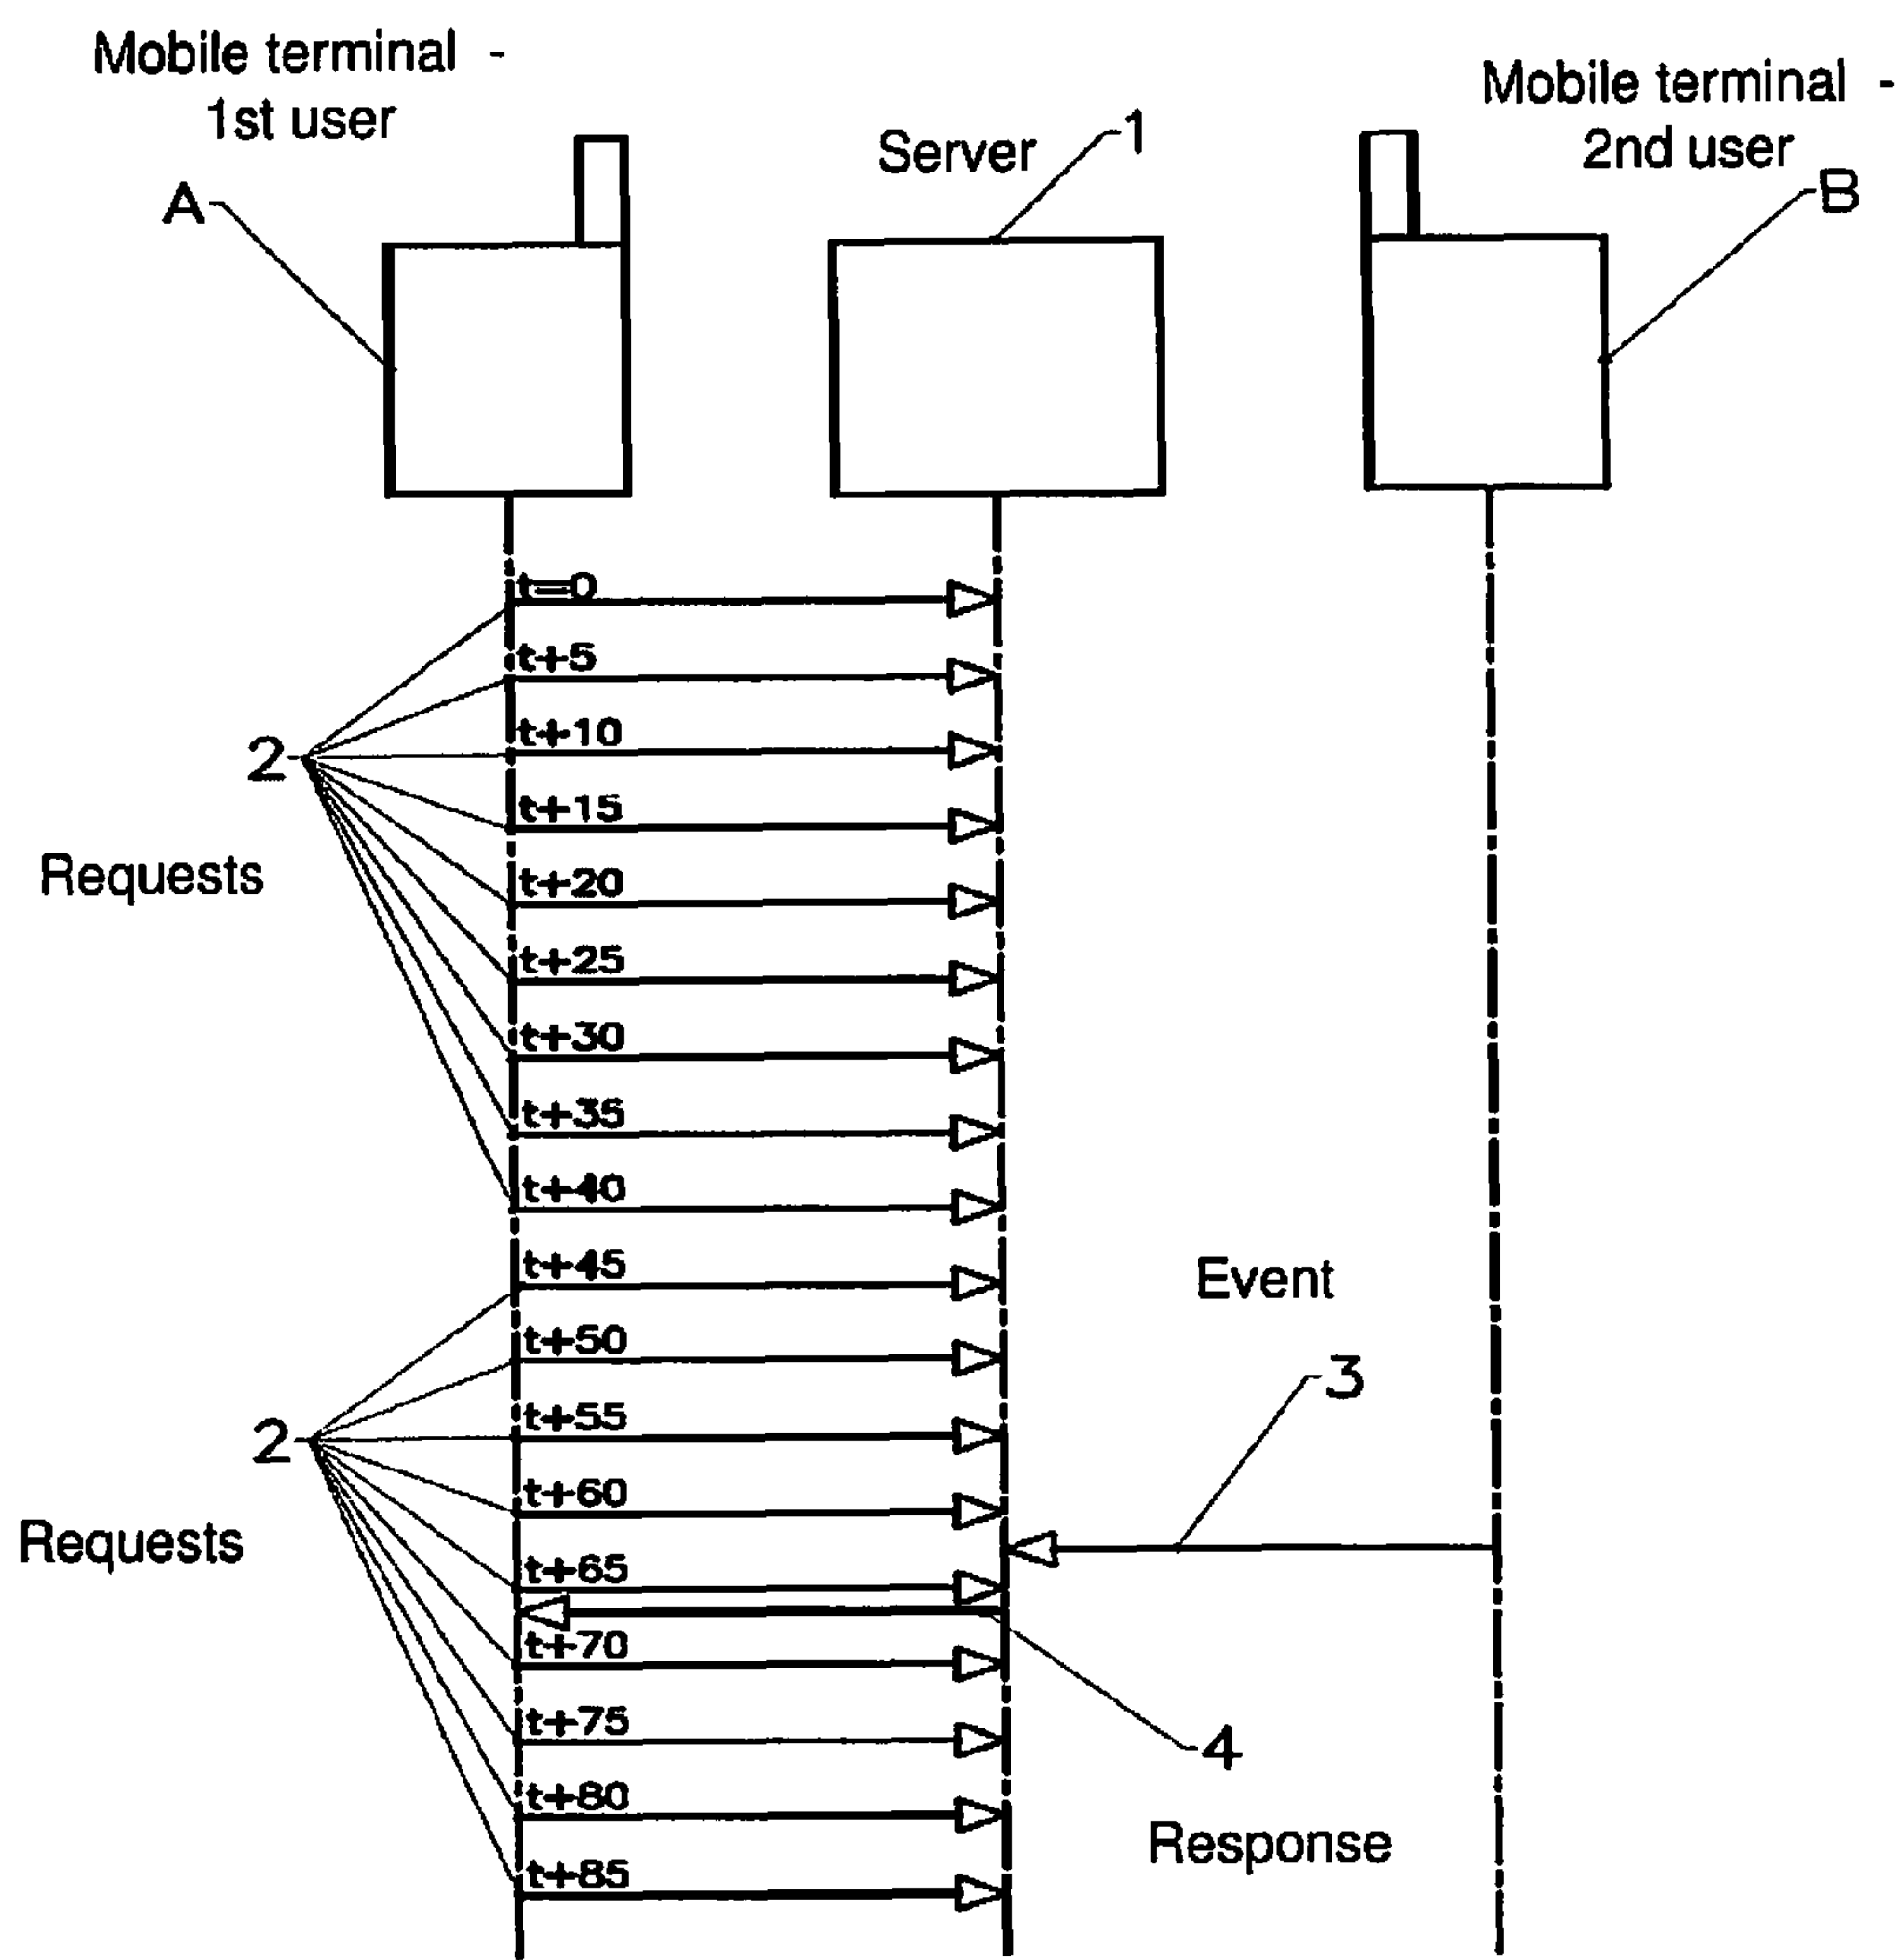 Mobile terminal -
1st user
Mobile terminal -
2nd user
Server
1
A
B
t=0
t+5
t+10
2
t+15
Requests
t+20
t+25
t+30
t+35
t+40
t+45
Event
t+50
3
t+55
2
t+60
Requests
t+65
t+70
t+75
4
t+80
Response
t+85